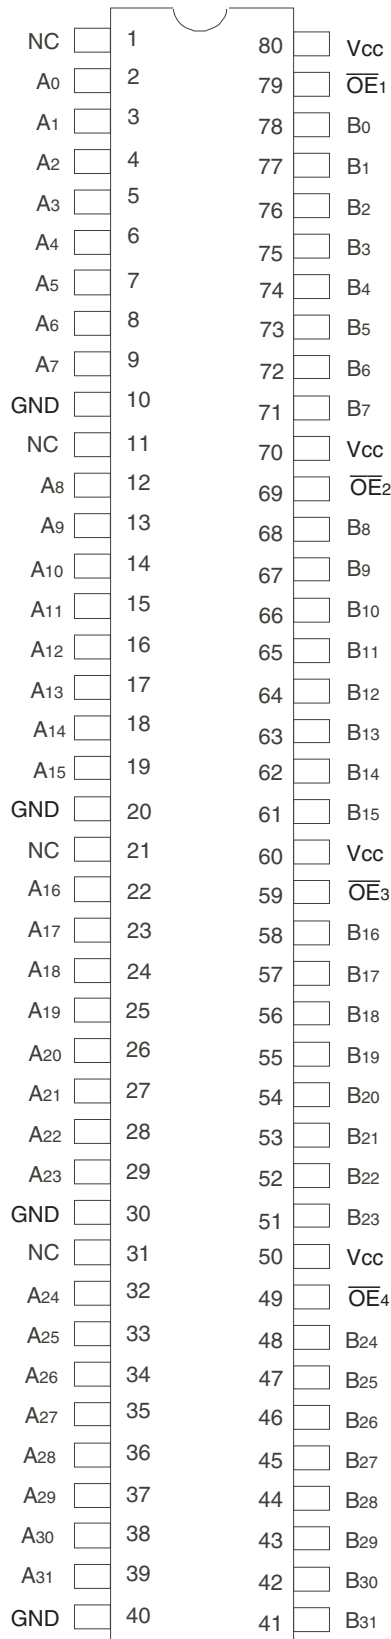 NC 1 80 Vcc
A0 2 79 OE1
A1 3 78 B0
A2 4 77 B1
A3 5 76 B2
A4 6 75 B3
A5 7 74 B4
A6 8 73 B5
A7 9 72 B6
GND 10 71 B7
NC 11 70 Vcc
A8 12 69 OE2
A9 13 68 B8
A10 14 67 B9
A11 15 66 B10
A12 16 65 B11
A13 17 64 B12
A14 18 63 B13
A15 19 62 B14
GND 20 61 B15
NC 21 60 Vcc
A16 22 59 OE3
A17 23 58 B16
A18 24 57 B17
A19 25 56 B18
A20 26 55 B19
A21 27 54 B20
A22 28 53 B21
A23 29 52 B22
GND 30 51 B23
NC 31 50 Vcc
A24 32 49 OE4
A25 33 48 B24
A26 34 47 B25
A27 35 46 B26
A28 36 45 B27
A29 37 44 B28
A30 38 43 B29
A31 39 42 B30
GND 40 41 B31